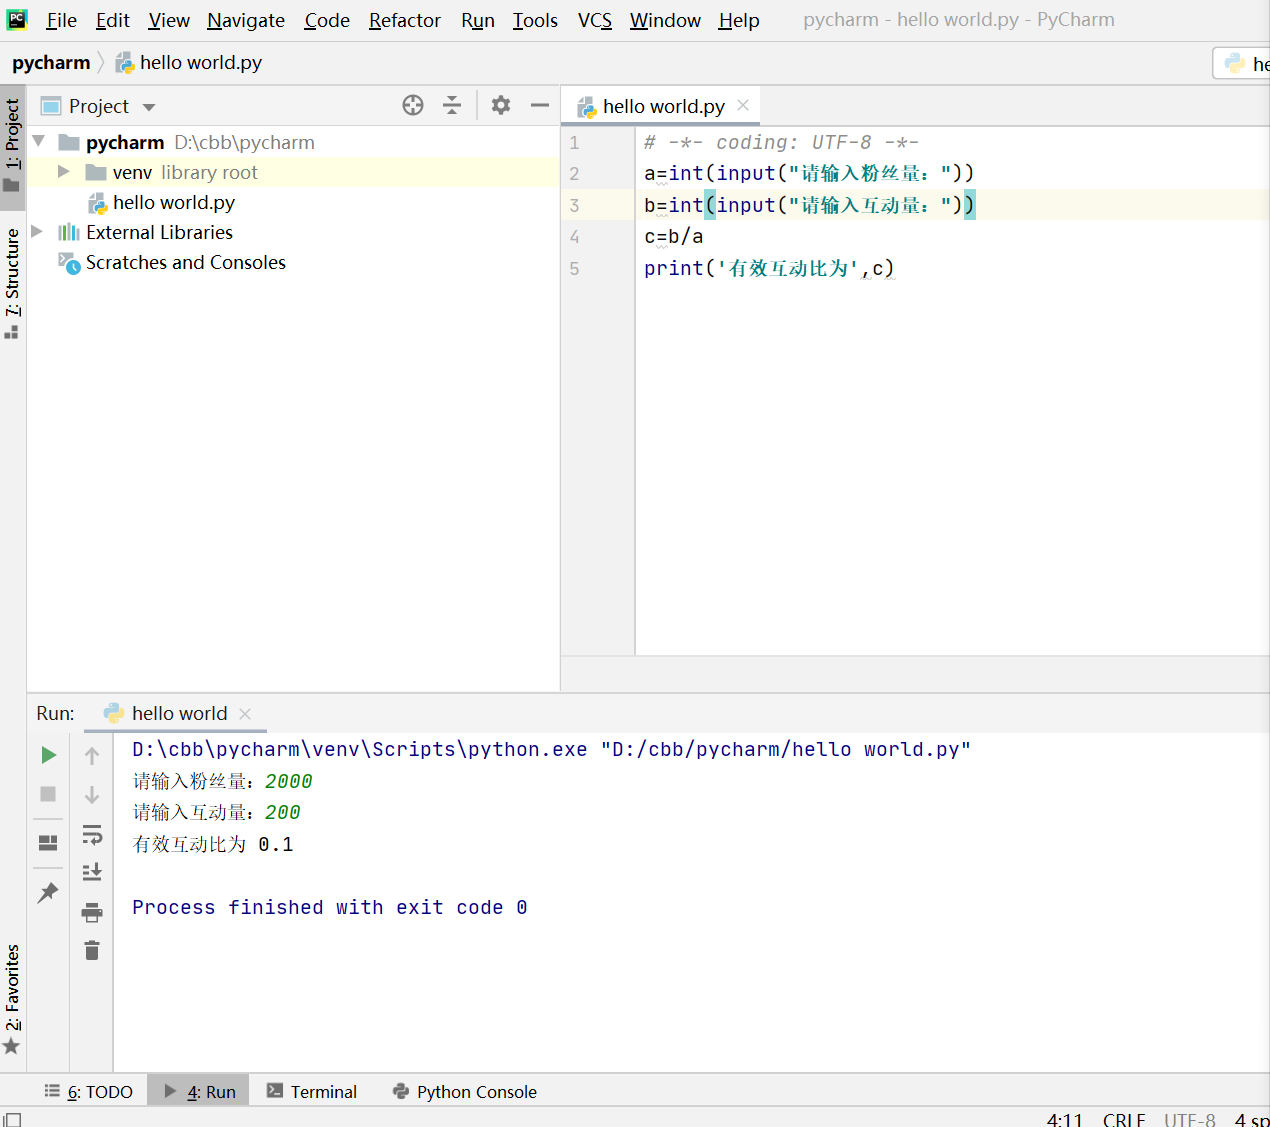 File Edit View Navigate Code Refactor Run Tools VCS Window Help pycharm - hello world.py - PyCharm
pycharm hello world.py
1: Project
7: Structure
2: Favorites
Project
pycharm D:\cbb\pycharm
venv library root
hello world.py
External Libraries
Scratches and Consoles
hello world.py
1 # -*- coding: UTF-8 -*-
2 a=int(input("请输入粉丝量："))
3 b=int(input("请输入互动量："))
4 c=b/a
5 print('有效互动比为',c)
Run: hello world
D:\cbb\pycharm\venv\Scripts\python.exe "D:/cbb/pycharm/hello world.py"
请输入粉丝量：2000
请输入互动量：200
有效互动比为 0.1
Process finished with exit code 0
6: TODO 4: Run Terminal Python Console
4:11 CRLF UTF-8 4 sp